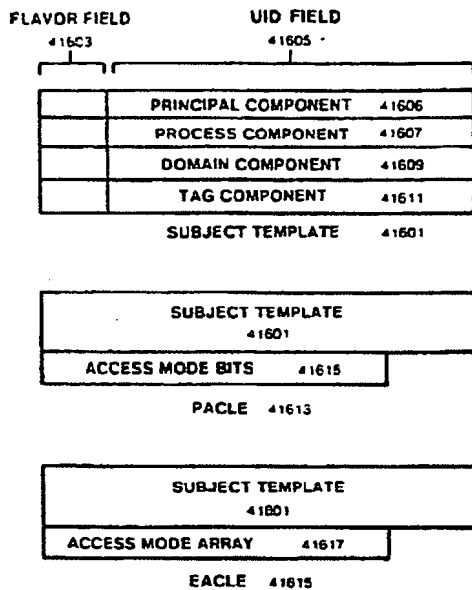 FLAVOR FIELD UID FIELD
41603 41605
PRINCIPAL COMPONENT 41606
PROCESS COMPONENT 41607
DOMAIN COMPONENT 41609
TAG COMPONENT 41611
SUBJECT TEMPLATE 41601
SUBJECT TEMPLATE
41601
ACCESS MODE BITS 41615
PACLE 41613
SUBJECT TEMPLATE
41601
ACCESS MODE ARRAY 41617
EACLE 41615